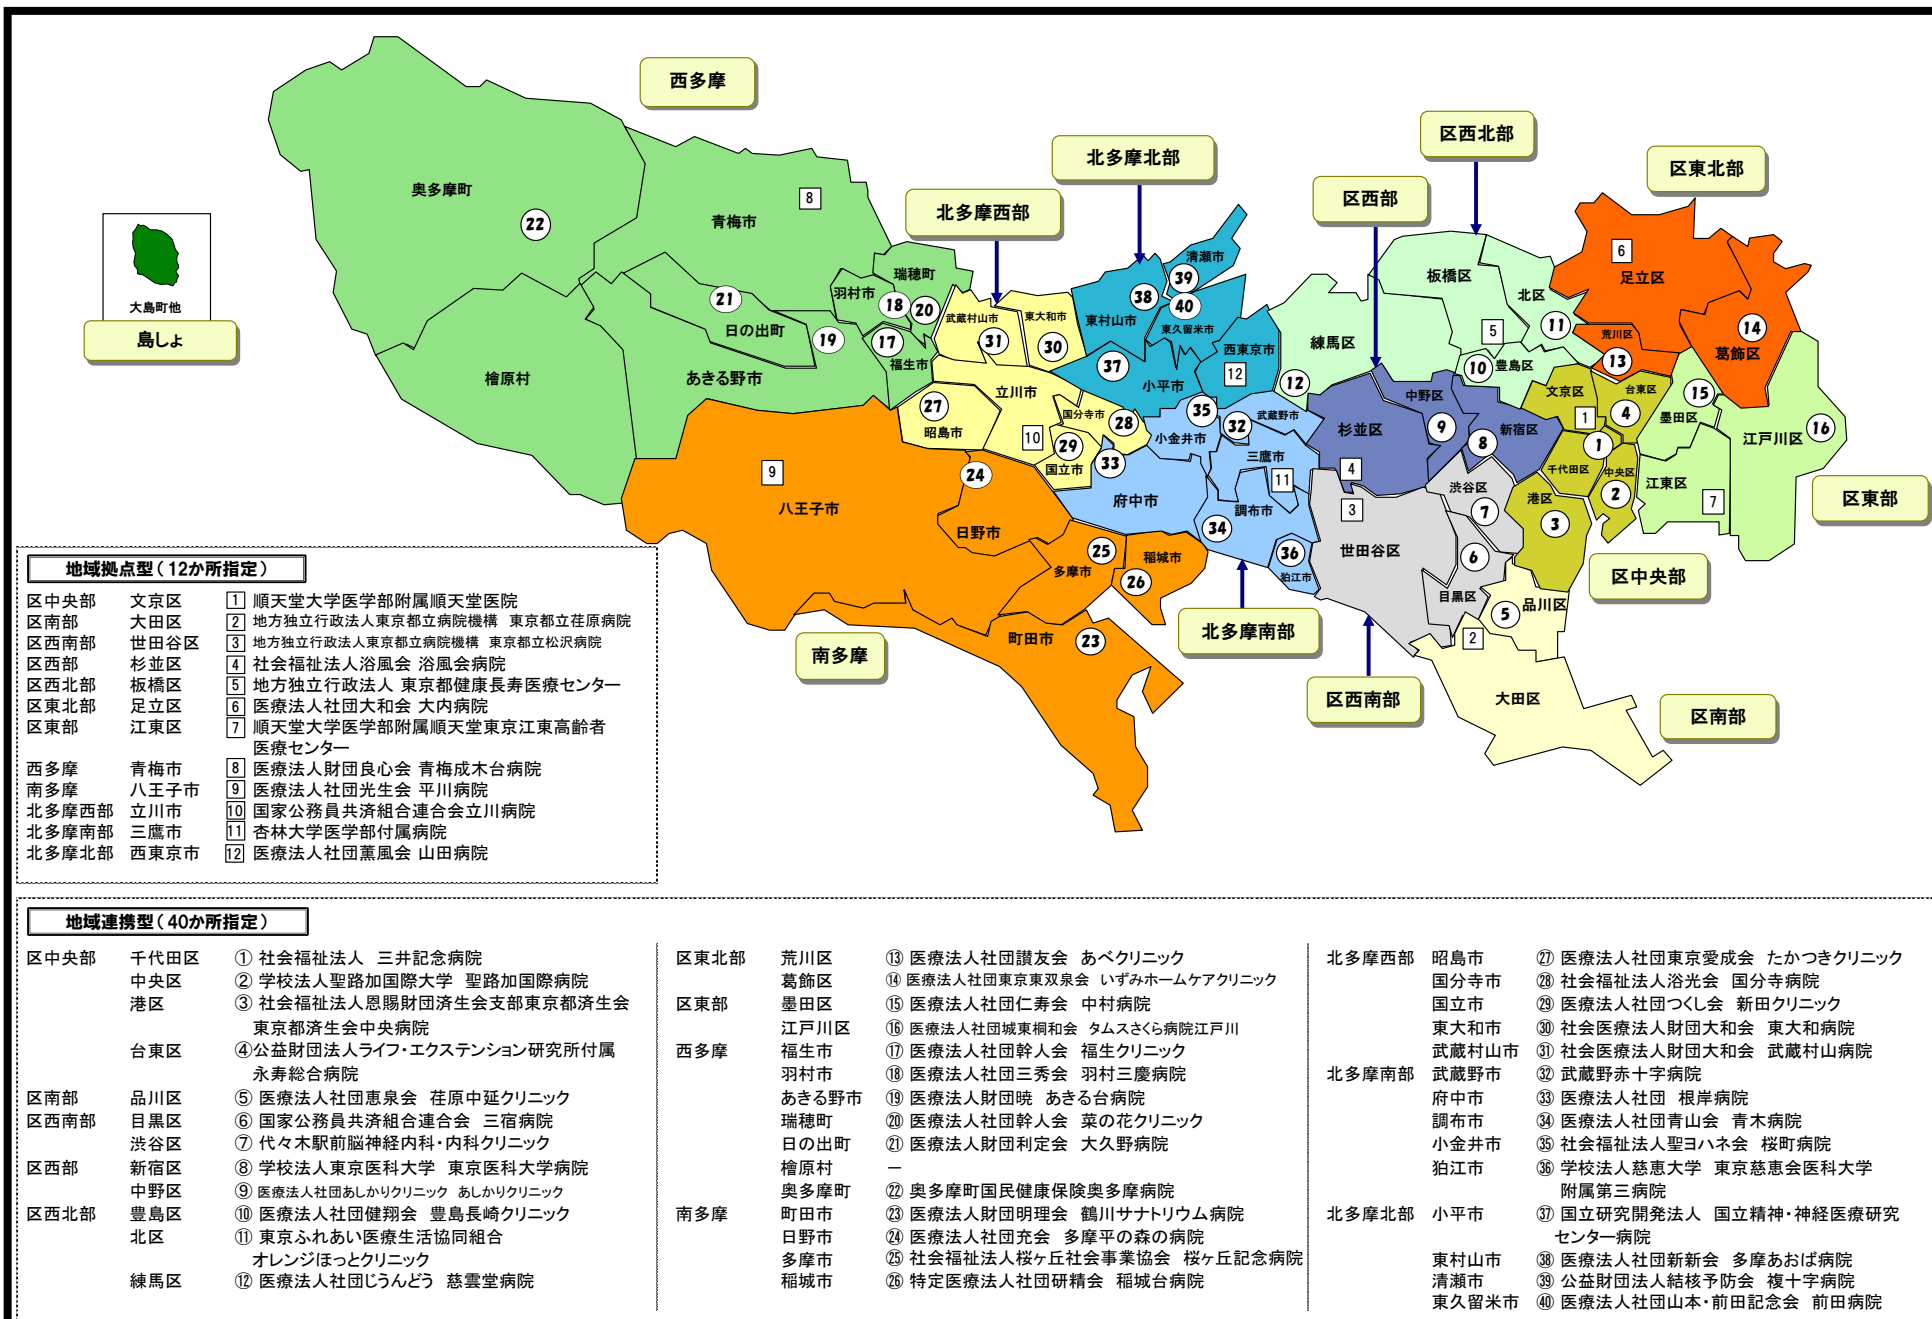 西多摩
区西北部
北多摩北部
区東北部
区西部
北多摩西部
奥多摩町
8
青梅市
22
大島町他
島しょ
清瀬市
39
瑞穂町
羽村市
18
20
21
日の出町
19
17
福生市
あきる野市
檜原村
武蔵村山市
31
東大和市
30
38
東村山市
40
東久留米市
37
小平市
西東京市
12
板橋区
北区
5
11
練馬区
12
10
豊島区
6
足立区
荒川区
13
14
葛飾区
立川市
27
昭島市
国分寺市
28
10
29
国立市
35
小金井市
32
武蔵野市
33
三鷹市
11
府中市
34
調布市
36
狛江市
中野区
杉並区
9
新宿区
8
4
文京区
台東区
1
4
1
千代田区
中央区
2
港区
3
15
墨田区
江東区
7
江戸川区
16
区東部
区中央部
9
八王子市
24
日野市
25
多摩市
稲城市
26
町田市
23
南多摩
北多摩南部
3
世田谷区
渋谷区
7
6
目黒区
5
品川区
2
大田区
区西南部
区南部
地域拠点型(12か所指定)
区中央部 文京区 1 順天堂大学医学部附属順天堂医院
区南部 大田区 2 地方独立行政法人東京都立病院機構 東京都立荏原病院
区西南部 世田谷区 3 地方独立行政法人東京都立病院機構 東京都立松沢病院
区西部 杉並区 4 社会福祉法人浴風会 浴風会病院
区西北部 板橋区 5 地方独立行政法人 東京都健康長寿医療センター
区東北部 足立区 6 医療法人社団大和会 大内病院
区東部 江東区 7 順天堂大学医学部附属順天堂東京江東高齢者
医療センター
西多摩 青梅市 8 医療法人財団良心会 青梅成木台病院
南多摩 八王子市 9 医療法人社団光生会 平川病院
北多摩西部 立川市 10 国家公務員共済組合連合会立川病院
北多摩南部 三鷹市 11 杏林大学医学部付属病院
北多摩北部 西東京市 12 医療法人社団薫風会 山田病院
地域連携型(40か所指定)
区中央部 千代田区 ① 社会福祉法人 三井記念病院
中央区 ② 学校法人聖路加国際大学 聖路加国際病院
港区 ③ 社会福祉法人恩賜財団済生会支部東京都済生会
東京都済生会中央病院
台東区 ④公益財団法人ライフ・エクステンション研究所付属
永寿総合病院
区南部 品川区 ⑤ 医療法人社団恵泉会 荏原中延クリニック
区西南部 目黒区 ⑥ 国家公務員共済組合連合会 三宿病院
渋谷区 ⑦ 代々木駅前脳神経内科・内科クリニック
区西部 新宿区 ⑧ 学校法人東京医科大学 東京医科大学病院
中野区 ⑨ 医療法人社団あしかりクリニック あしかりクリニック
区西北部 豊島区 ⑩ 医療法人社団健翔会 豊島長崎クリニック
北区 ⑪ 東京ふれあい医療生活協同組合
オレンジほっとクリニック
練馬区 ⑫ 医療法人社団じうんどう 慈雲堂病院
区東北部 荒川区 ⑬ 医療法人社団讃友会 あべクリニック
葛飾区 ⑭ 医療法人社団東京東双泉会 いずみホームケアクリニック
区東部 墨田区 ⑮ 医療法人社団仁寿会 中村病院
江戸川区 ⑯ 医療法人社団城東桐和会 タムスさくら病院江戸川
西多摩 福生市 ⑰ 医療法人社団幹人会 福生クリニック
羽村市 ⑱ 医療法人社団三秀会 羽村三慶病院
あきる野市 ⑲ 医療法人財団暁 あきる台病院
瑞穂町 ⑳ 医療法人社団幹人会 菜の花クリニック
日の出町 ㉑ 医療法人財団利定会 大久野病院
檜原村 －
奥多摩町 ㉒ 奥多摩町国民健康保険奥多摩病院
南多摩 町田市 ㉓ 医療法人財団明理会 鶴川サナトリウム病院
日野市 ㉔ 医療法人社団充会 多摩平の森の病院
多摩市 ㉕ 社会福祉法人桜ヶ丘社会事業協会 桜ヶ丘記念病院
稲城市 ㉖ 特定医療法人社団研精会 稲城台病院
北多摩西部 昭島市 ㉗ 医療法人社団東京愛成会 たかつきクリニック
国分寺市 ㉘ 社会福祉法人浴光会 国分寺病院
国立市 ㉙ 医療法人社団つくし会 新田クリニック
東大和市 ㉚ 社会医療法人財団大和会 東大和病院
武蔵村山市 ㉛ 社会医療法人財団大和会 武蔵村山病院
北多摩南部 武蔵野市 ㉜ 武蔵野赤十字病院
府中市 ㉝ 医療法人社団 根岸病院
調布市 ㉞ 医療法人社団青山会 青木病院
小金井市 ㉟ 社会福祉法人聖ヨハネ会 桜町病院
狛江市 ㊱ 学校法人慈恵大学 東京慈恵会医科大学
附属第三病院
北多摩北部 小平市 ㊲ 国立研究開発法人 国立精神・神経医療研究
センター病院
東村山市 ㊳ 医療法人社団新新会 多摩あおば病院
清瀬市 ㊴ 公益財団法人結核予防会 複十字病院
東久留米市 ㊵ 医療法人社団山本・前田記念会 前田病院